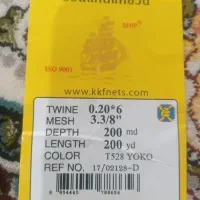 SHIP®
ISO 9001
www.kkfnets.com
TWINE 0.20*6
MESH 3.3/8"
DEPTH 200 md
LENGTH 200 yd
COLOR T528 YOKO
REF NO. 17/02128-D